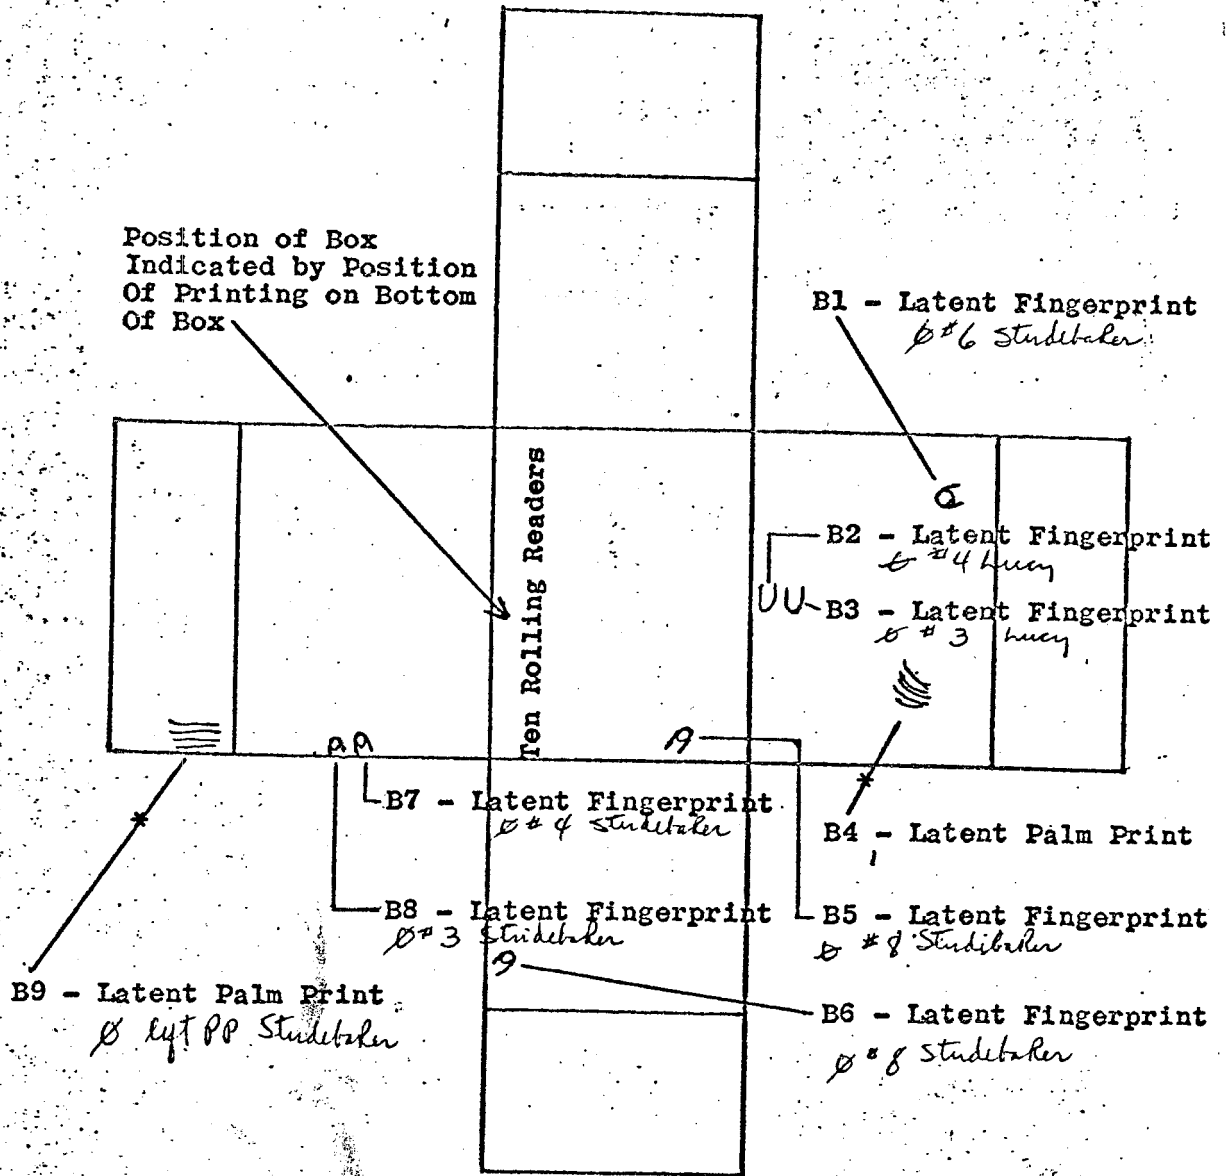 Position of Box
Indicated by Position
Of Printing on Bottom
Of Box
B1 - Latent Fingerprint
Ø #6 Studebaker
Ten Rolling Readers
B2 - Latent Fingerprint
Ø #4 Lucy
B3 - Latent Fingerprint
Ø #3 Lucy
B7 - Latent Fingerprint
Ø #4 Studebaker
B4 - Latent Palm Print
B8 - Latent Fingerprint
Ø #3 Studebaker
B5 - Latent Fingerprint
Ø #8 Studebaker
B9 - Latent Palm Print
Ø left PP Studebaker
B6 - Latent Fingerprint
Ø #8 Studebaker